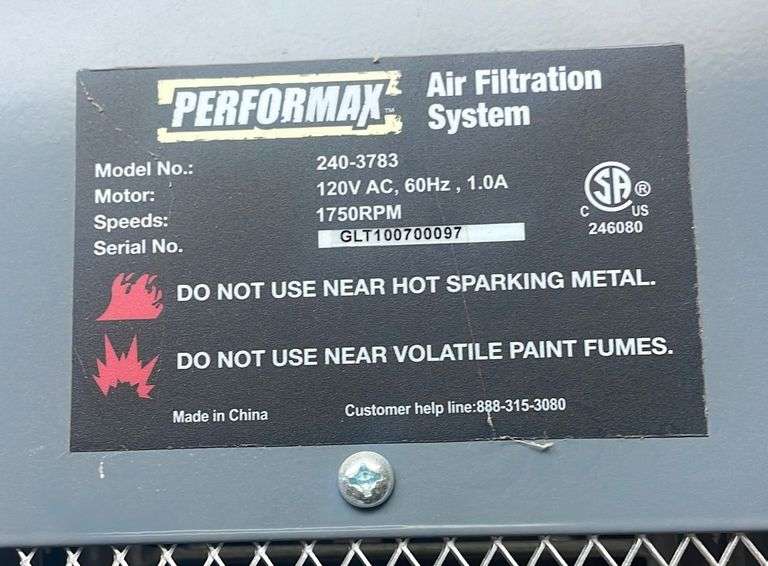 PERFORMAX™
Air Filtration
System
Model No.: 240-3783
Motor: 120V AC, 60Hz , 1.0A
Speeds: 1750RPM
Serial No. GLT100700097
SA ®
C US
246080
DO NOT USE NEAR HOT SPARKING METAL.
DO NOT USE NEAR VOLATILE PAINT FUMES.
Made in China Customer help line:888-315-3080